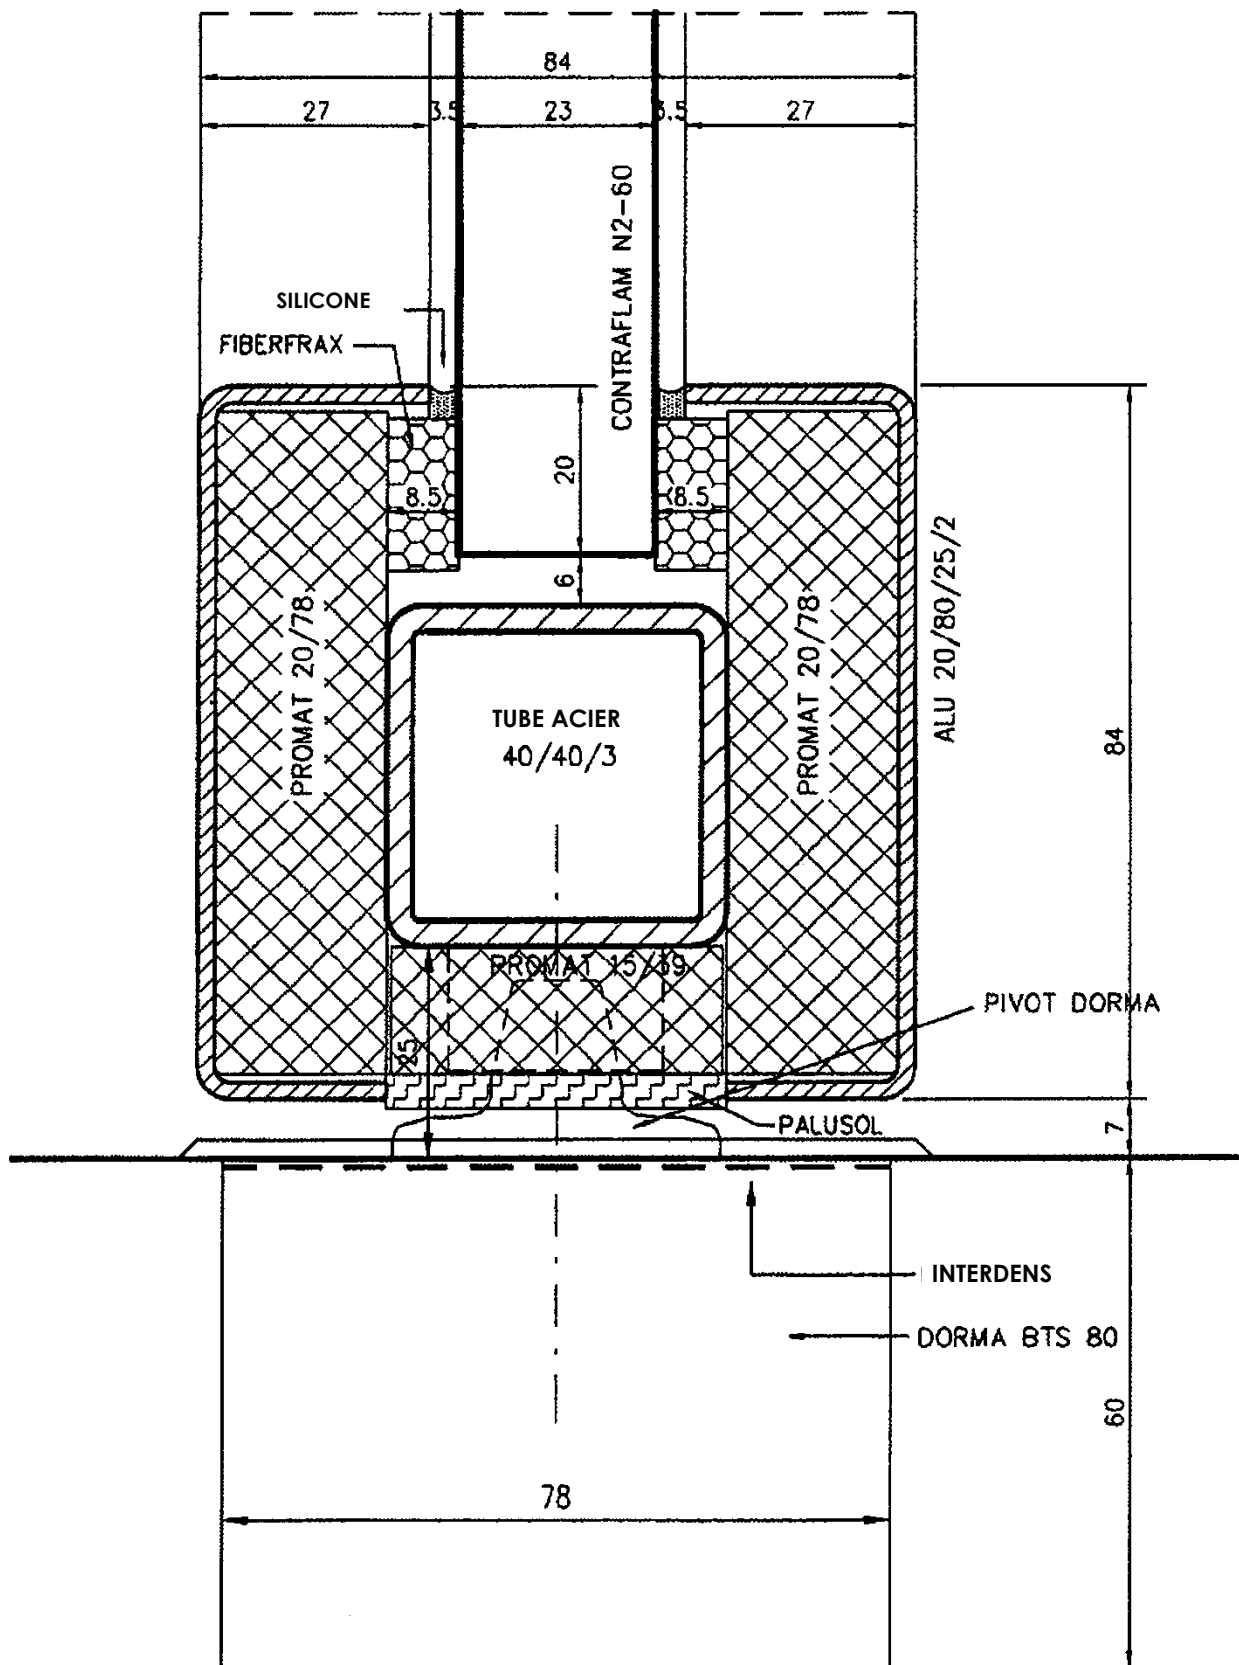 84
27
3.5
23
3.5
27
CONTRAFLAM N2-60
SILICONE
FIBERFRAX
20
8.5
8.5
6
ALU 20/80/25/2
PROMAT 20/78
PROMAT 20/78
TUBE ACIER
40/40/3
84
PROMAT 15/39
PIVOT DORMA
25
PALUSOL
7
INTERDENS
DORMA BTS 80
60
78